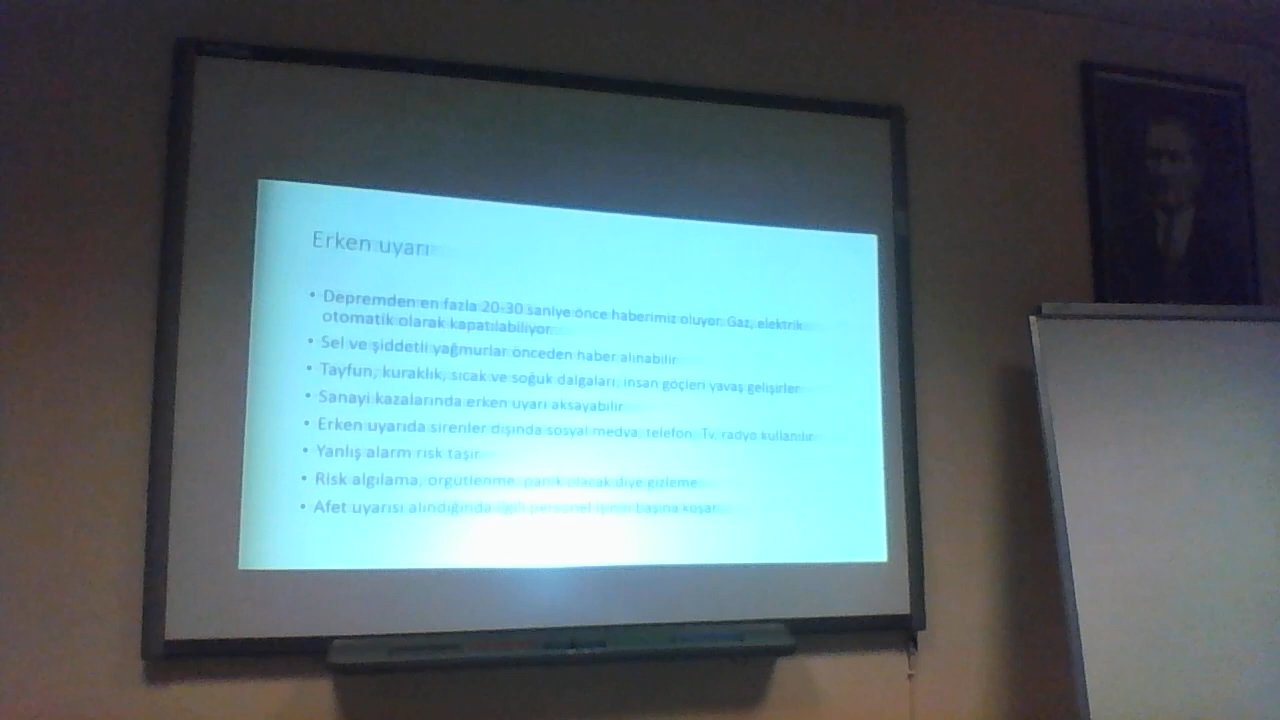 Erken uyarı
• Depremden en fazla 20-30 saniye önce haberimiz oluyor. Gaz, elektrik
otomatik olarak kapatılabiliyor.
• Sel ve şiddetli yağmurlar önceden haber alınabilir
• Tayfun, kuraklık, sıcak ve soğuk dalgaları, insan göçleri yavaş gelişirler
• Sanayi kazalarında erken uyarı aksayabilir
• Erken uyarıda sirenler dışında sosyal medya, telefon, Tv, radyo kullanılır
• Yanlış alarm risk taşır
• Risk algılama, örgütlenme, panik olacak diye gizleme
• Afet uyarısı alındığında ilgili personel işinin başına koşar